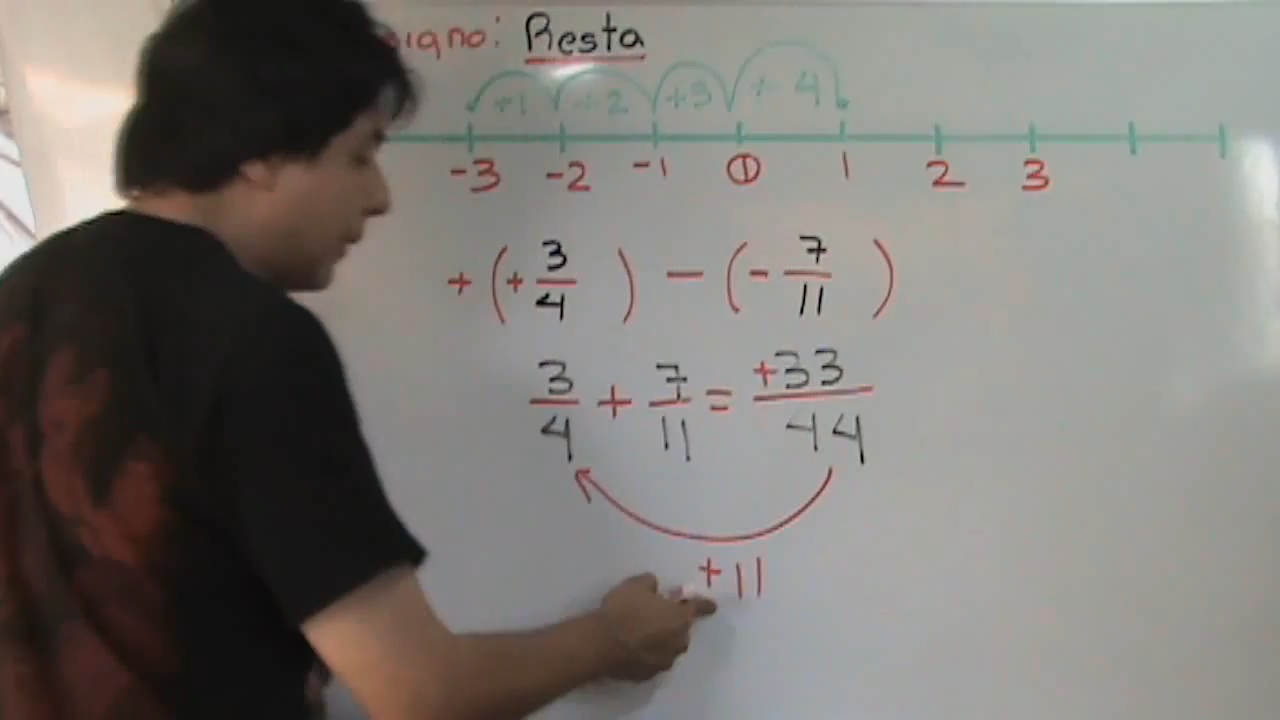 Resta
+1 +2 +3 + 4
-3 -2 -1 0 1 2 3
+ ( + 3/4 ) - ( - 7/11 )
3/4 + 7/11 = +33/44
+11